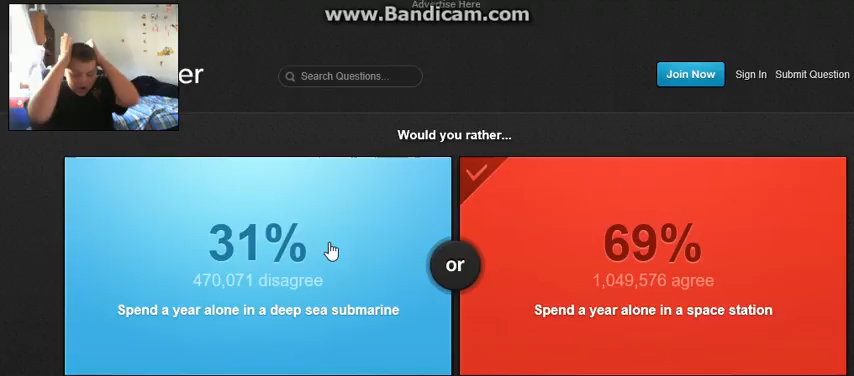 Advertise Here
www.Bandicam.com
er
Search Questions...
Join Now
Sign In
Submit Question
Would you rather...
31%
470,071 disagree
Spend a year alone in a deep sea submarine
or
69%
1,049,576 agree
Spend a year alone in a space station